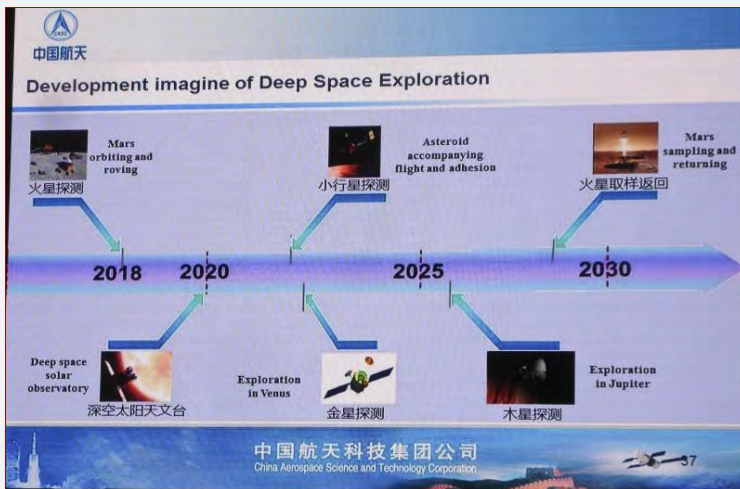 CASC
中国航天
Development imagine of Deep Space Exploration
Mars
orbiting and
roving
火星探测
Asteroid
accompanying
flight and adhesion
小行星探测
Mars
sampling and
returning
火星取样返回
2018
2020
2025
2030
Deep space
solar
observatory
深空太阳天文台
Exploration
in Venus
金星探测
Exploration
in Jupiter
木星探测
中国航天科技集团公司
China Aerospace Science and Technology Corporation
37